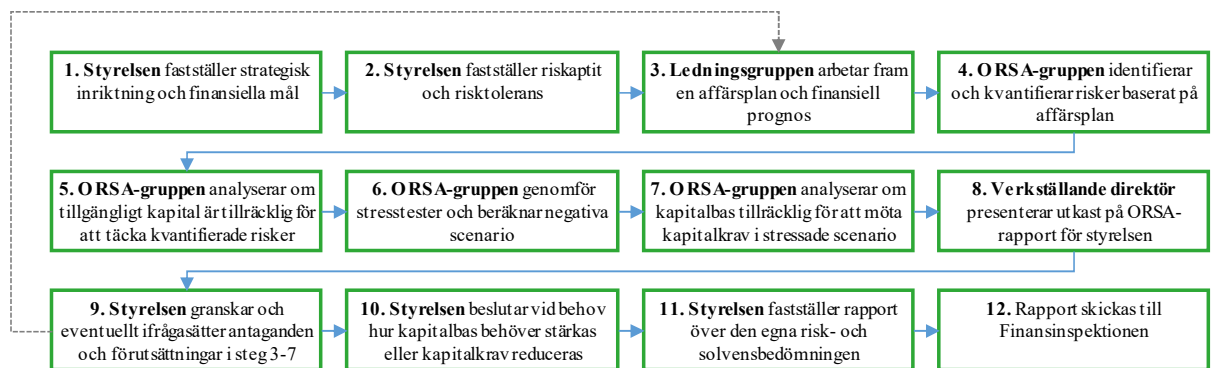 1. Styrelsen fastställer strategisk
inriktning och finansiella mål
2. Styrelsen fastställer riskaptit
och risktolerans
3. Ledningsgruppen arbetar fram
en affärsplan och finansiell
prognos
4. ORSA-gruppen identifierar
och kvantifierar risker baserat på
affärsplan
5. ORSA-gruppen analyserar om
tillgängligt kapital är tillräcklig för
att täcka kvantifierade risker
6. ORSA-gruppen genomför
stresstester och beräknar negativa
scenario
7. ORSA-gruppen analyserar om
kapitalbas tillräcklig för att möta
kapitalkrav i stressade scenario
8. Verkställande direktör
presenterar utkast på ORSA-
rapport för styrelsen
9. Styrelsen granskar och
eventuellt ifrågasätter antaganden
och förutsättningar i steg 3-7
10. Styrelsen beslutar vid behov
hur kapitalbas behöver stärkas
eller kapitalkrav reduceras
11. Styrelsen fastställer rapport
över den egna risk- och
solvensbedömningen
12. Rapport skickas till
Finansinspektionen